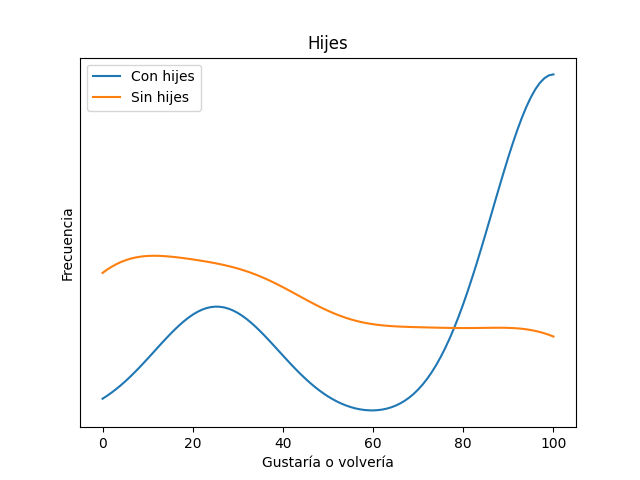 Hijes
Con hijes
Sin hijes
Frecuencia
0 20 40 60 80 100
Gustaría o volvería